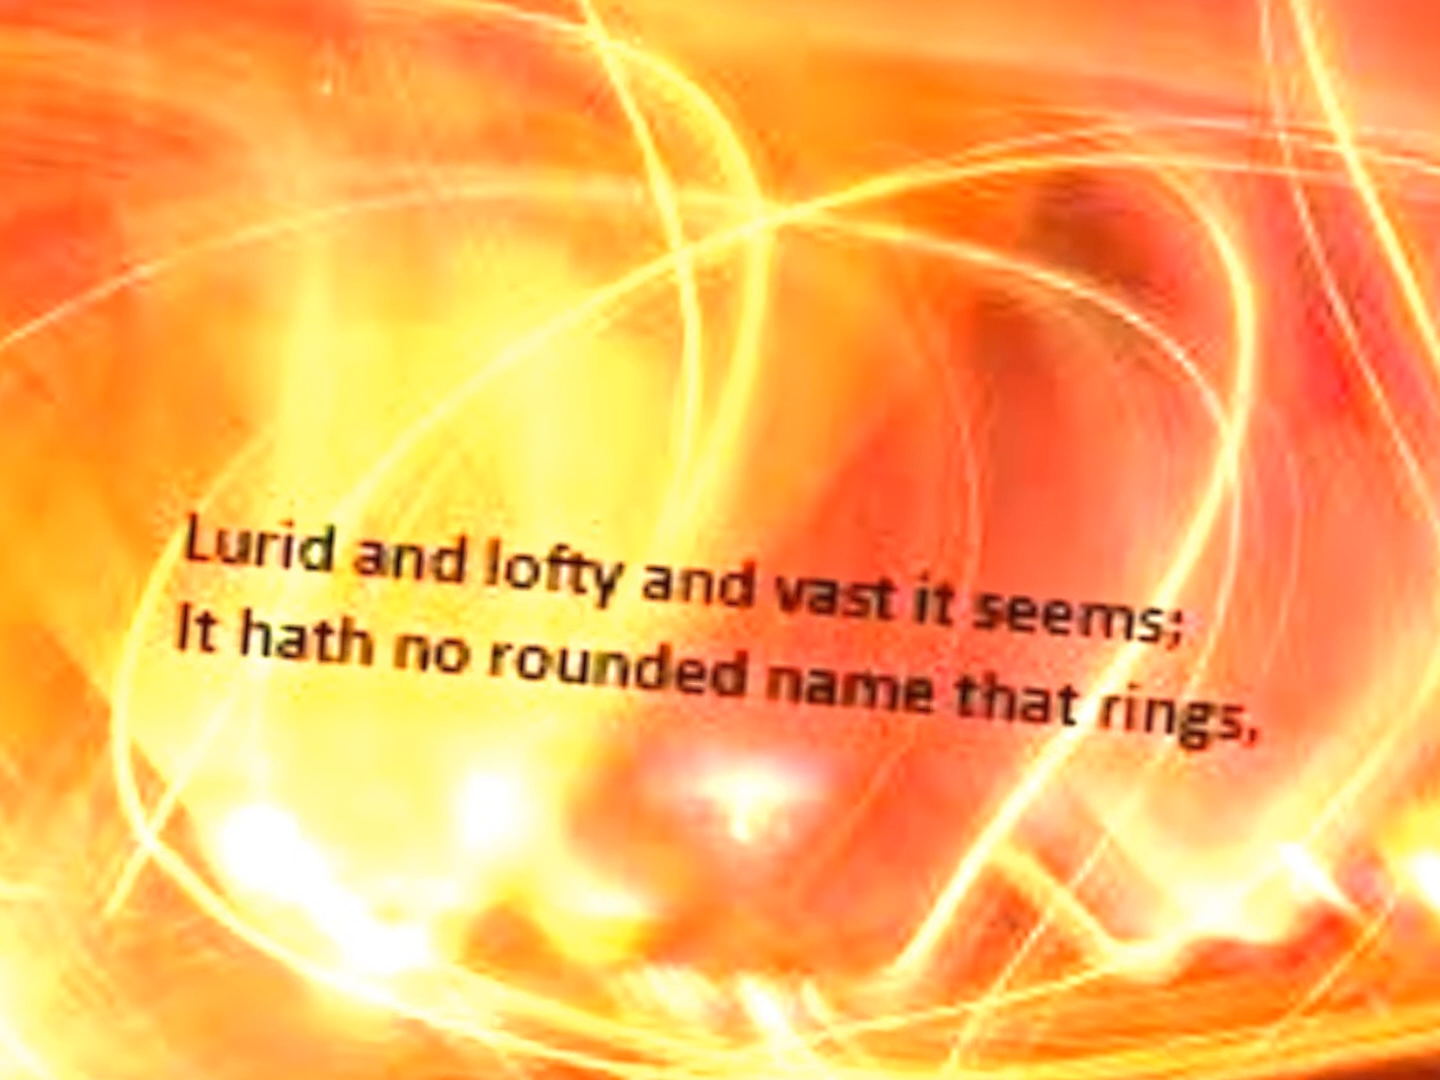 Lurid and lofty and vast it seems;
It hath no rounded name that rings,